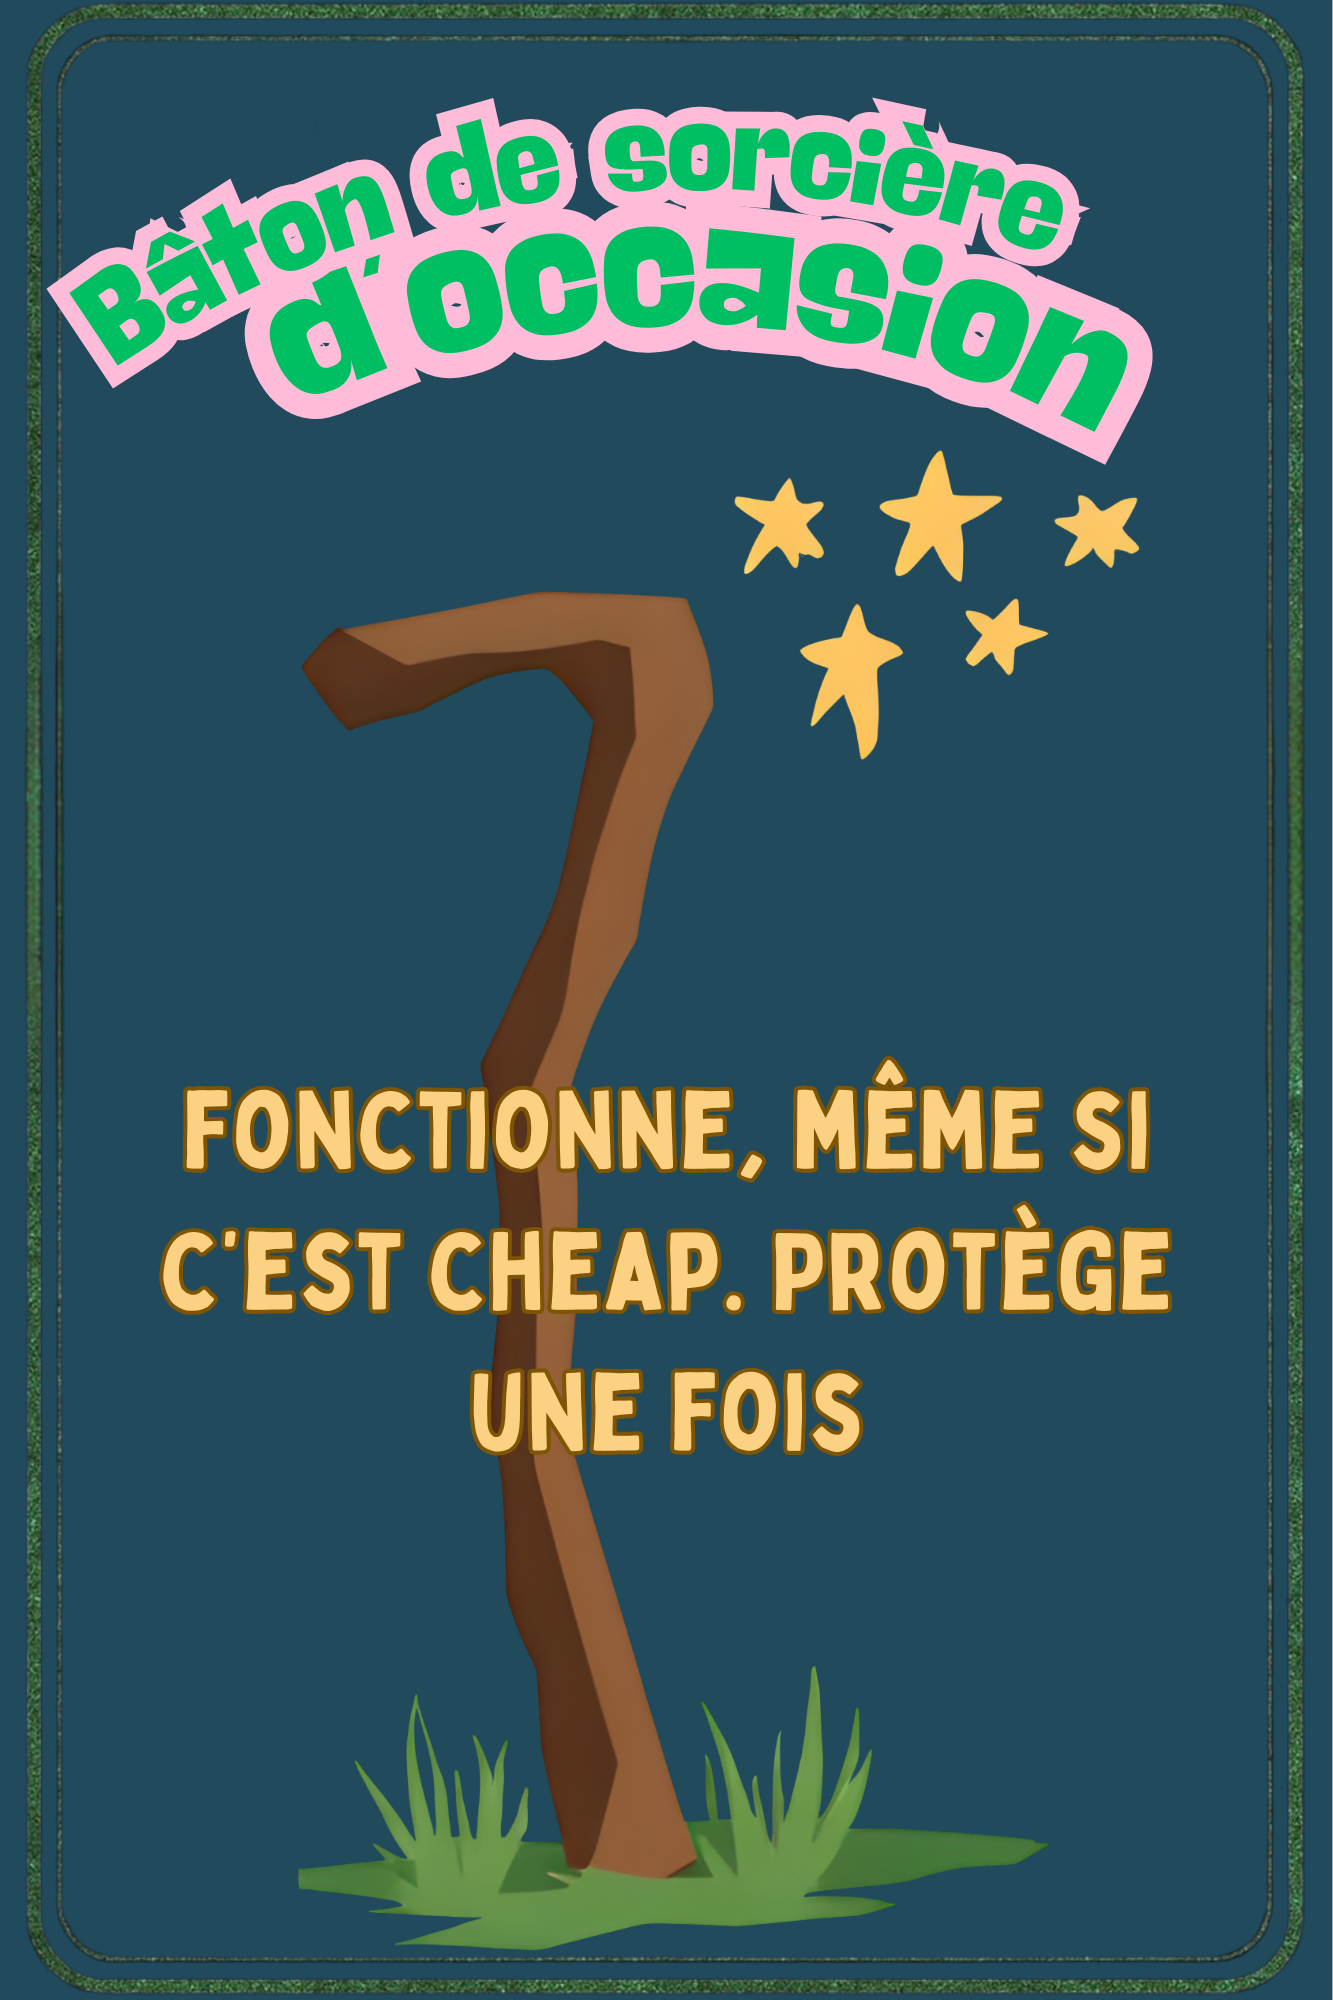 Bâton de sorcière
d'occasion
FONCTIONNE, MÊME SI
C'EST CHEAP. PROTÈGE
UNE FOIS